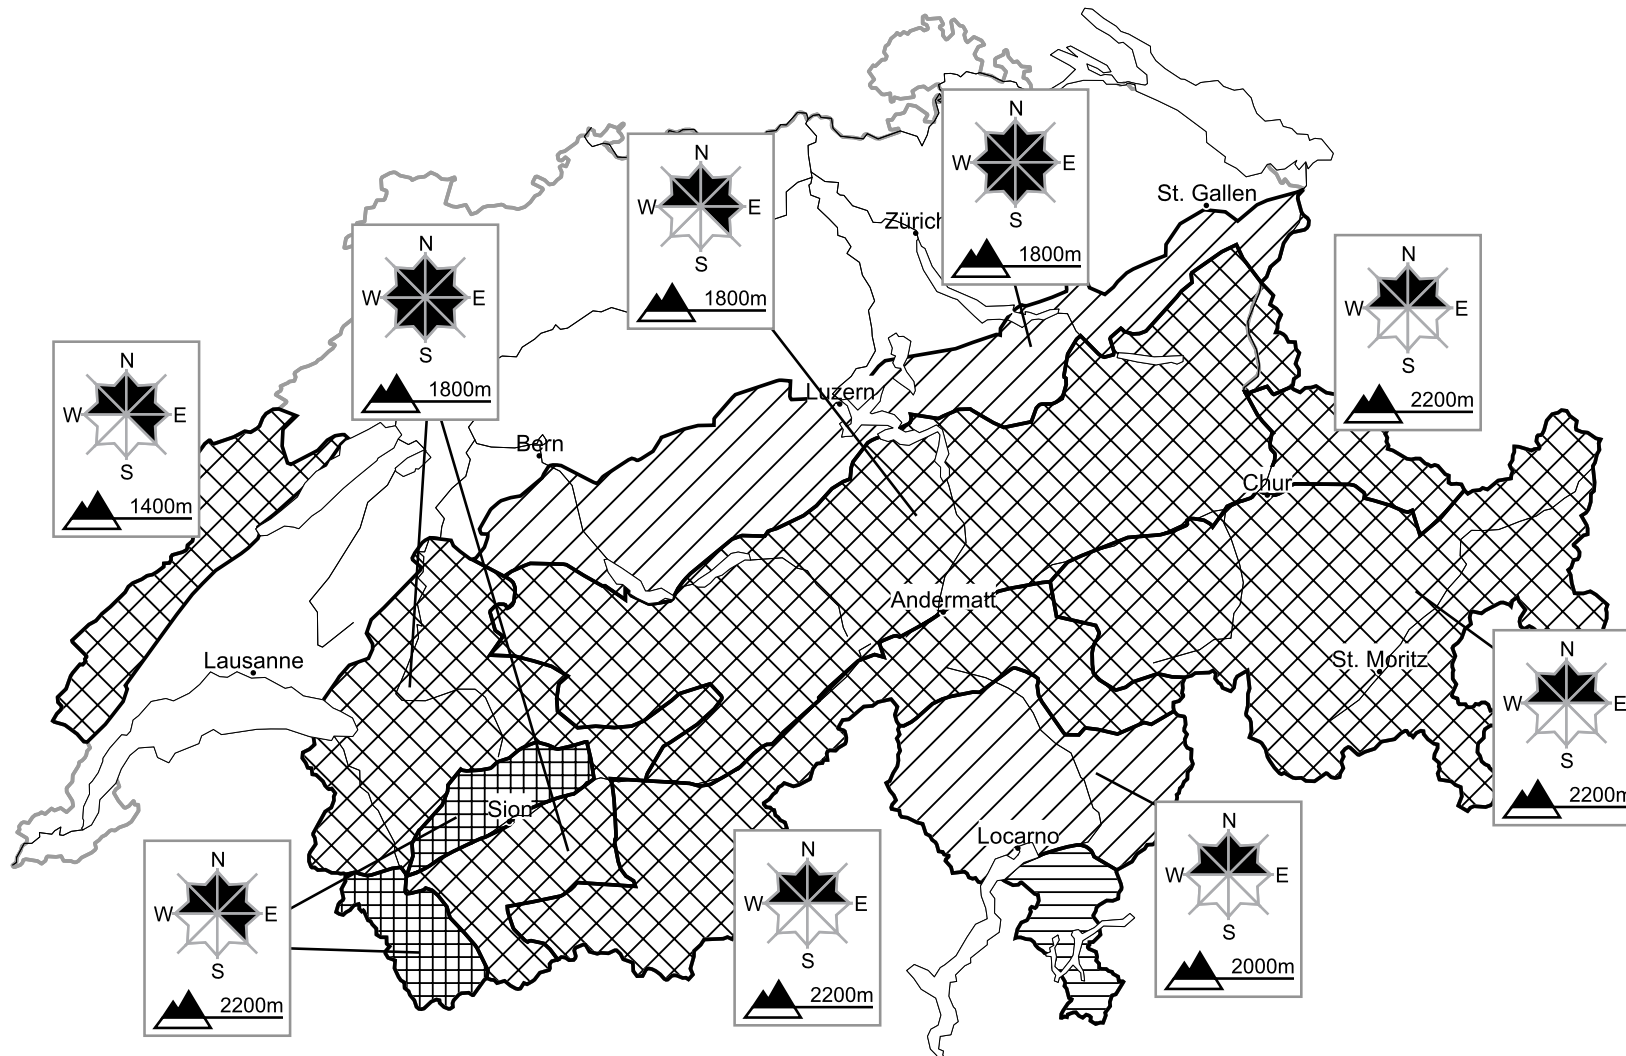 N
W E
S
1800m
St. Gallen
Zürich
N
W E
S
1800m
N
W E
S
1800m
N
W E
S
2200m
N
W E
S
1400m
Luzern
Bern
Chur
Andermatt
Lausanne
St. Moritz
N
W E
S
2200m
Sion
Locarno
N
W E
S
2200m
N
W E
S
2200m
N
W E
S
2000m